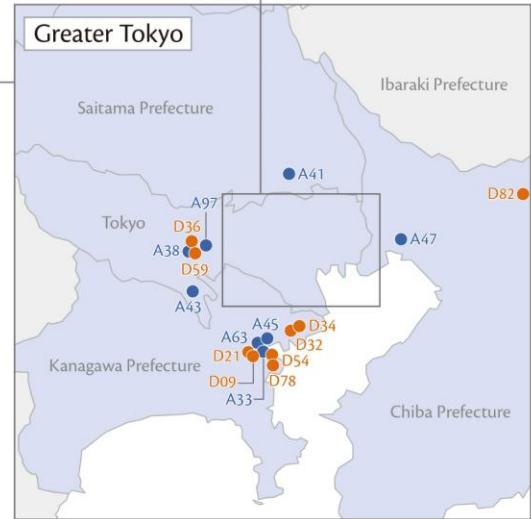 Greater Tokyo
Ibaraki Prefecture
Saitama Prefecture
A41
D82
A97
Tokyo
D36
A38
A47
D59
A43
A63
A45
D34
D32
Kanagawa Prefecture
D21
D54
D09
D78
A33
Chiba Prefecture